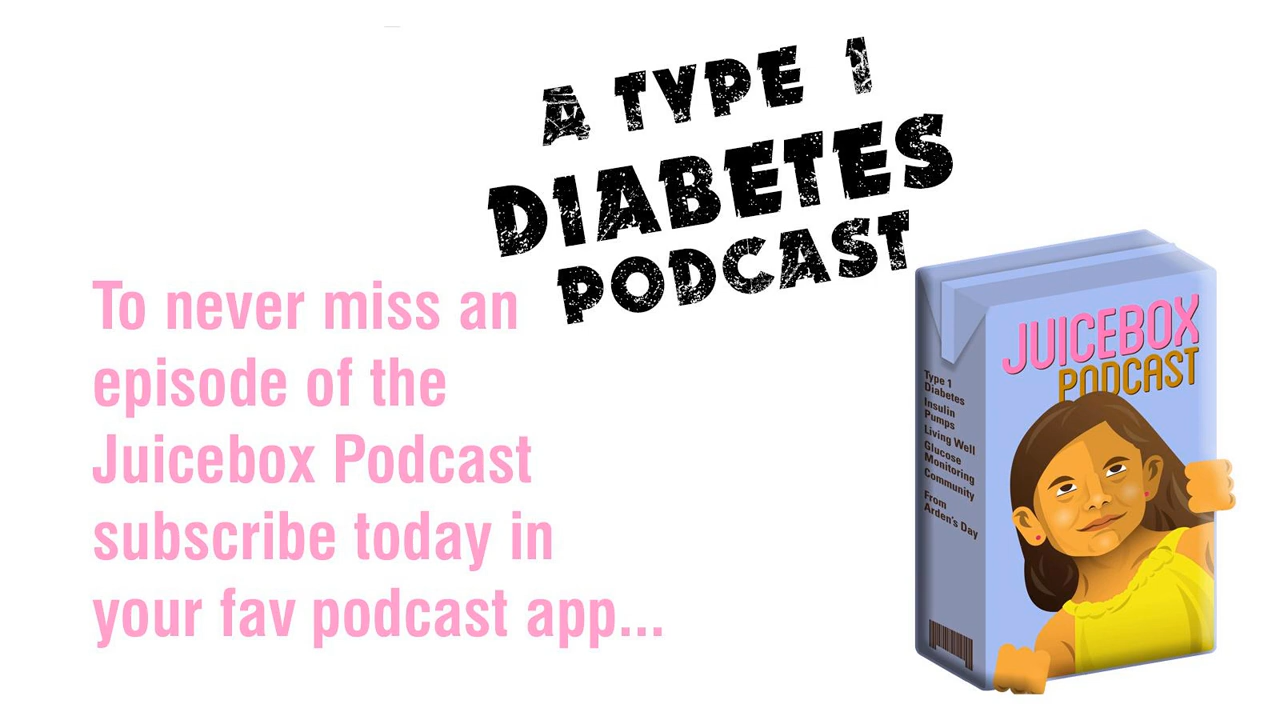 A TYPE 1
DIABETES
PODCAST
To never miss an
episode of the
Juicebox Podcast
subscribe today in
your fav podcast app...
JUICEBOX
PODCAST
Type 1
Diabetes
Insulin
Pumps
Living Well
Glucose
Monitoring
Community
From
Arden's Day